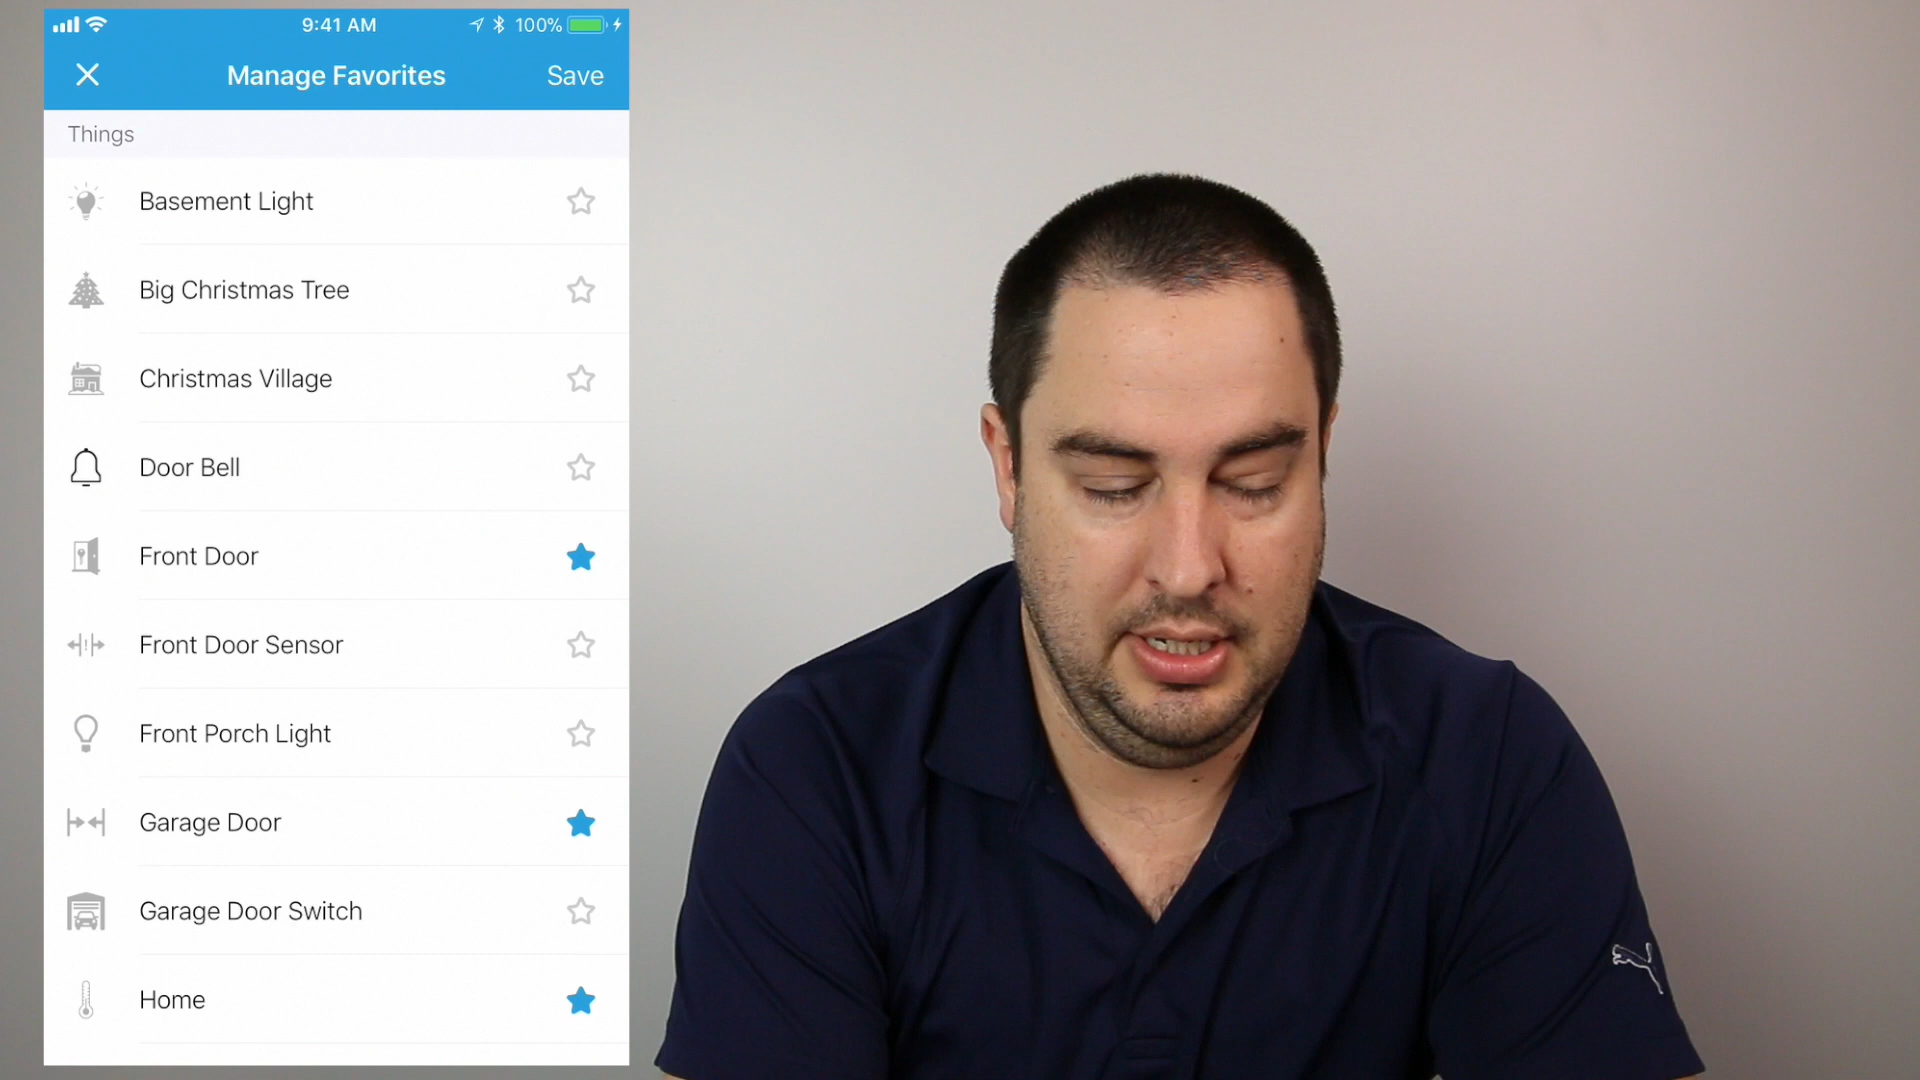 9:41 AM 100%
Manage Favorites Save
Things
Basement Light
Big Christmas Tree
Christmas Village
Door Bell
Front Door
Front Door Sensor
Front Porch Light
Garage Door
Garage Door Switch
Home